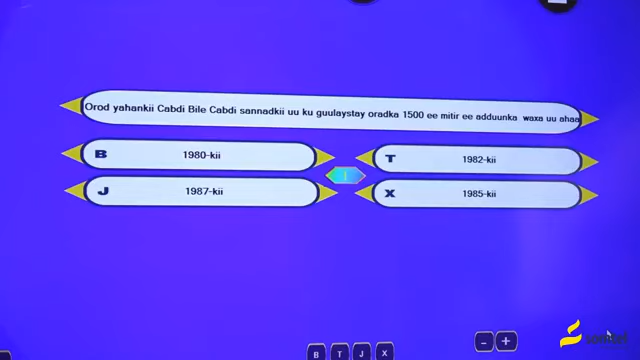 Orod yahankii Cabdi Bile Cabdi sannadkii uu ku guulaystay oradka 1500 ee mitir ee adduunka waxa uu ahaa
B 1980-kii
T 1982-kii
J 1987-kii
X 1985-kii
B T J X
- +